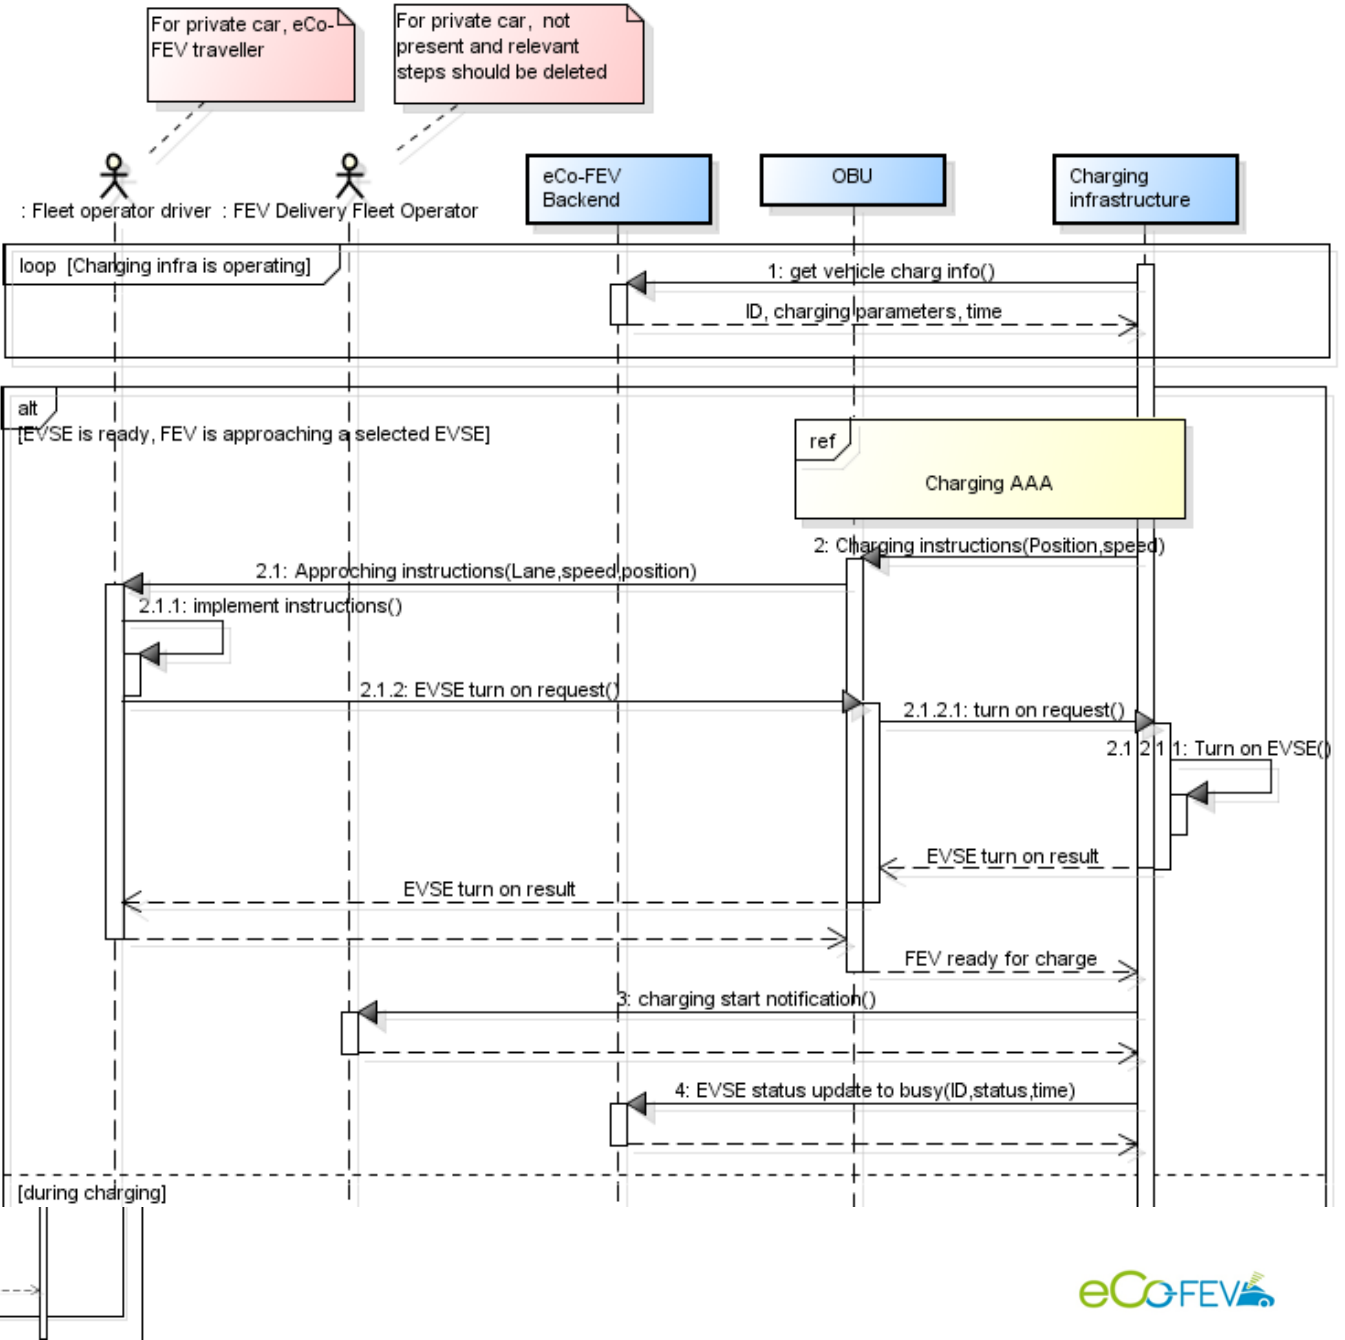 For private car, eCo-
FEV traveller
For private car, not
present and relevant
steps should be deleted
: Fleet operator driver
: FEV Delivery Fleet Operator
eCo-FEV
Backend
OBU
Charging
infrastructure
loop [Charging infra is operating]
1: get vehicle charg info()
ID, charging parameters, time
alt
[EVSE is ready, FEV is approaching a selected EVSE]
ref
Charging AAA
2: Charging instructions(Position,speed)
2.1: Approching instructions(Lane,speed,position)
2.1.1: implement instructions()
2.1.2: EVSE turn on request()
2.1.2.1: turn on request()
2.1.2.1.1: Turn on EVSE()
EVSE turn on result
EVSE turn on result
FEV ready for charge
3: charging start notification()
4: EVSE status update to busy(ID,status,time)
[during charging]
eCoFEV